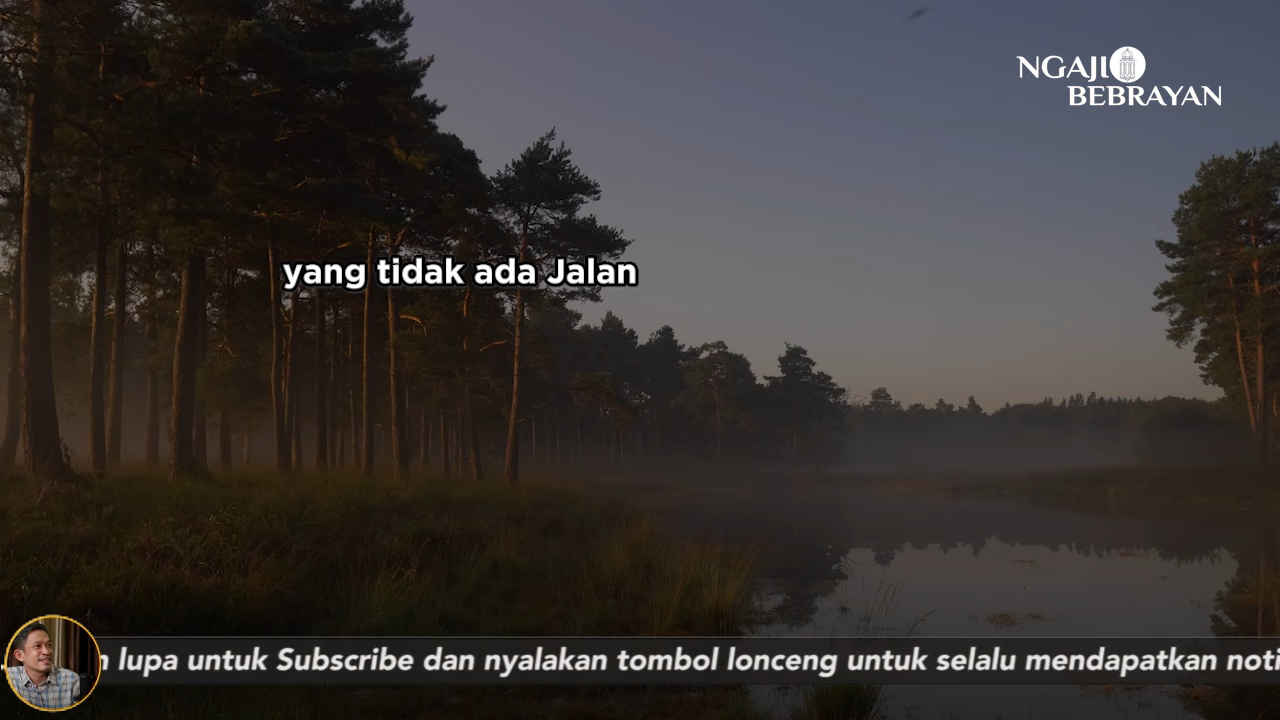 NGAJI
BEBRAYAN
yang tidak ada Jalan
lupa untuk Subscribe dan nyalakan tombol lonceng untuk selalu mendapatkan noti